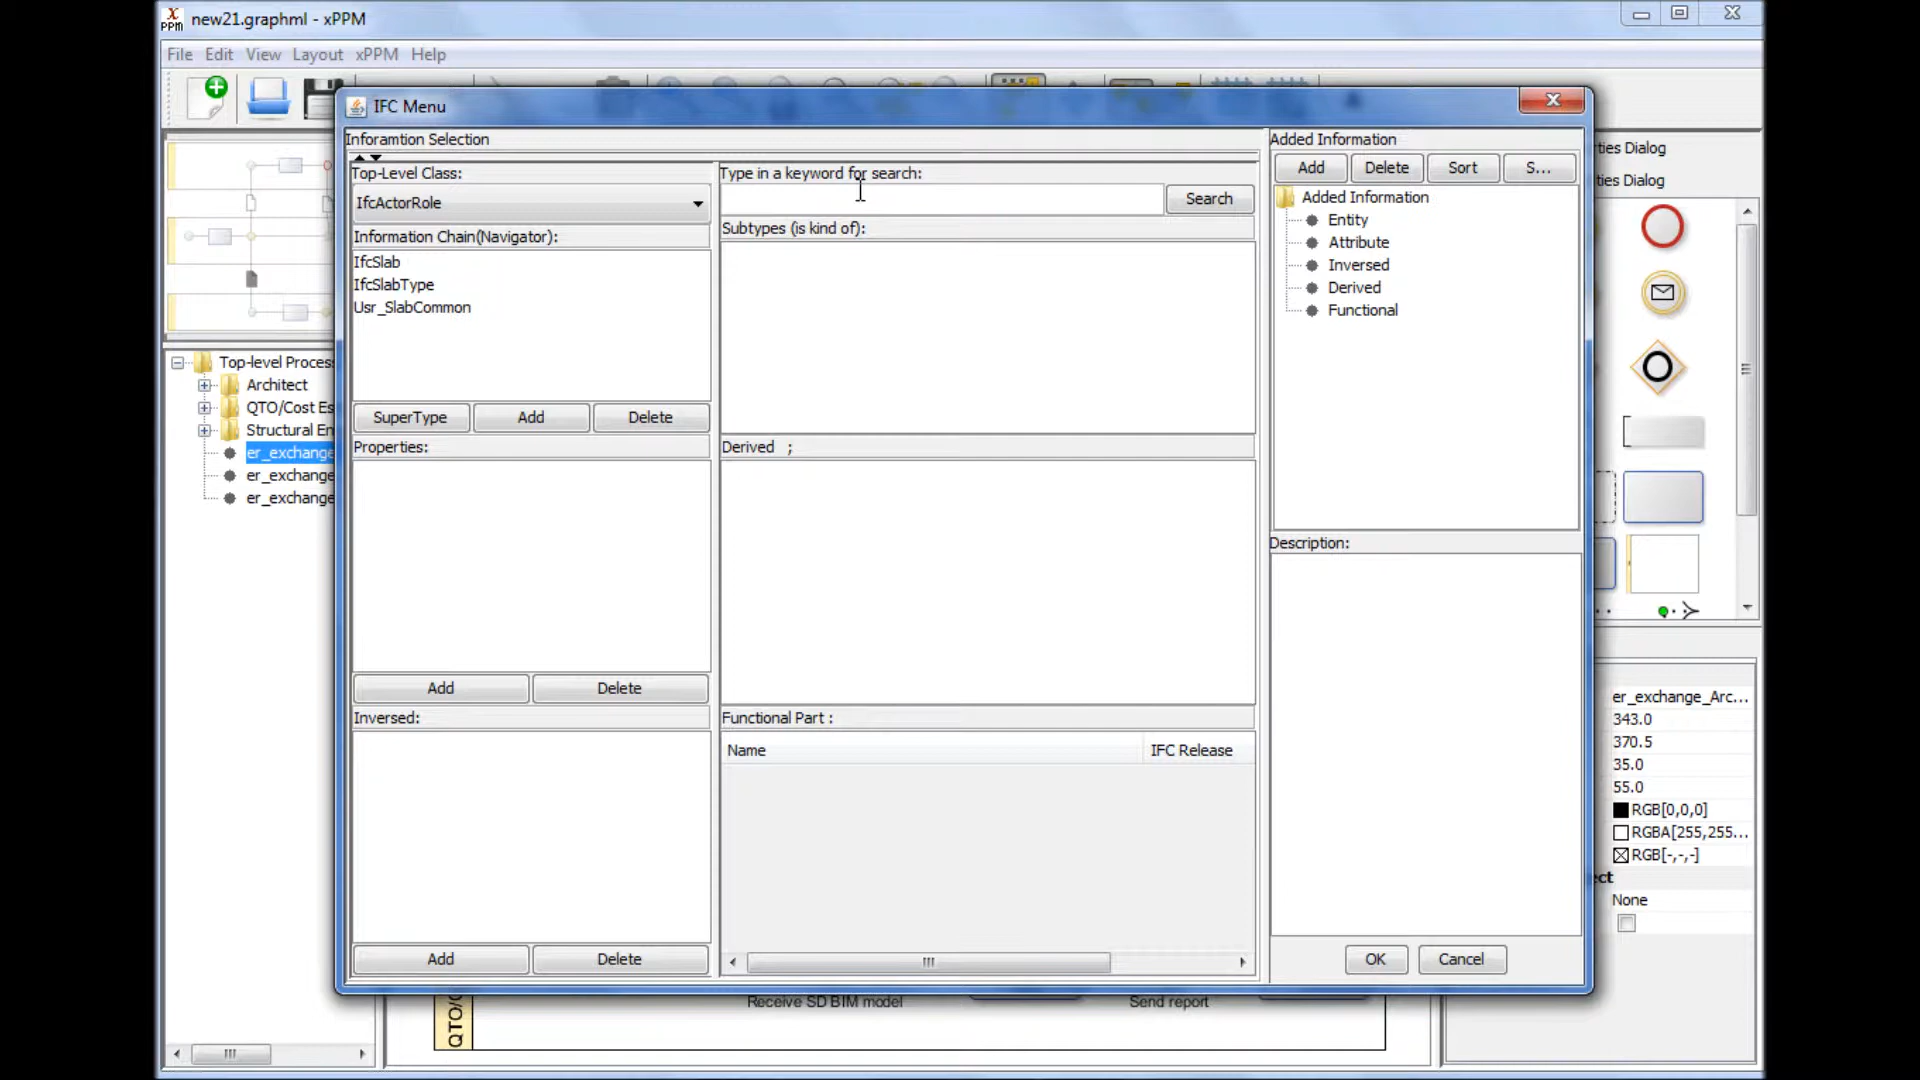 X
PPM
new21.graphml - xPPM
File Edit View Layout xPPM Help
IFC Menu
Inforamtion Selection
Top-Level Class:
IfcActorRole
Information Chain(Navigator):
IfcSlab
IfcSlabType
Usr_SlabCommon
SuperType Add Delete
Properties:
Add Delete
Inversed:
Add Delete
Type in a keyword for search:
Search
Subtypes (is kind of):
Derived ;
Functional Part :
Name IFC Release
Added Information
Add Delete Sort S...
Added Information
Entity
Attribute
Inversed
Derived
Functional
Description:
OK Cancel
Top-level Proces
Architect
QTO/Cost Es
Structural En
er_exchange
er_exchange
er_exchange
ties Dialog
ties Dialog
er_exchange_Arc...
343.0
370.5
35.0
55.0
RGB[0,0,0]
RGBA[255,255...
RGB[-,-,-]
ect
None
QTO/C
Receive SD BIM model
Send report